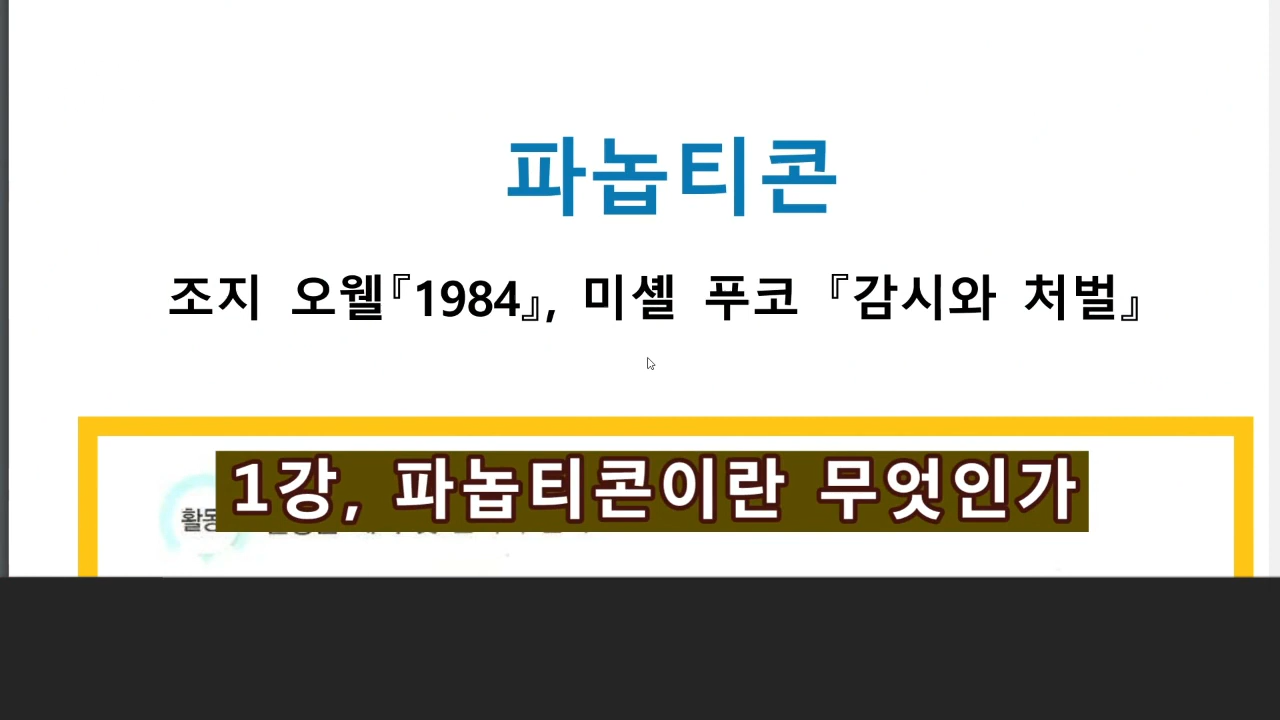 파놉티콘
조지 오웰『1984』, 미셸 푸코 『감시와 처벌』
1강, 파놉티콘이란 무엇인가